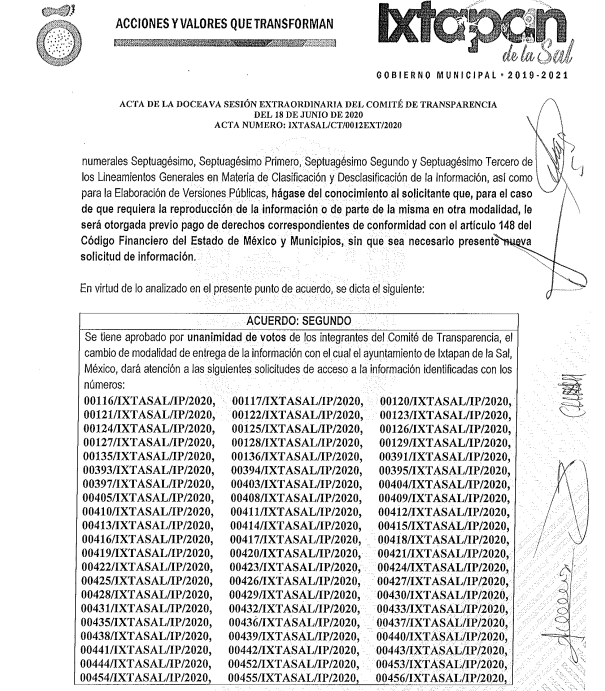 ACCIONES Y VALORES QUE TRANSFORMAN
Ixtapan
de la Sal
GOBIERNO MUNICIPAL • 2019-2021
ACTA DE LA DOCEAVA SESIÓN EXTRAORDINARIA DEL COMITÉ DE TRANSPARENCIA
DEL 18 DE JUNIO DE 2020
ACTA NUMERO: IXTASAL/CT/0012EXT/2020
numerales Septuagésimo, Septuagésimo Primero, Septuagésimo Segundo y Septuagésimo Tercero de
los Lineamientos Generales en Materia de Clasificación y Desclasificación de la Información, así como
para la Elaboración de Versiones Públicas, hágase del conocimiento al solicitante que, para el caso
de que requiera la reproducción de la información o de parte de la misma en otra modalidad, le
será otorgada previo pago de derechos correspondientes de conformidad con el artículo 148 del
Código Financiero del Estado de México y Municipios, sin que sea necesario presente nueva
solicitud de información.
En virtud de lo analizado en el presente punto de acuerdo, se dicta el siguiente:
ACUERDO: SEGUNDO
Se tiene aprobado por unanimidad de votos de los integrantes del Comité de Transparencia, el
cambio de modalidad de entrega de la información con el cual el ayuntamiento de Ixtapan de la Sal,
México, dará atención a las siguientes solicitudes de acceso a la información identificadas con los
números:
00116/IXTASAL/IP/2020, 00117/IXTASAL/IP/2020, 00120/IXTASAL/IP/2020,
00121/IXTASAL/IP/2020, 00122/IXTASAL/IP/2020, 00123/IXTASAL/IP/2020,
00124/IXTASAL/IP/2020, 00125/IXTASAL/IP/2020, 00126/IXTASAL/IP/2020,
00127/IXTASAL/IP/2020, 00128/IXTASAL/IP/2020, 00129/IXTASAL/IP/2020,
00135/IXTASAL/IP/2020, 00136/IXTASAL/IP/2020, 00391/IXTASAL/IP/2020,
00393/IXTASAL/IP/2020, 00394/IXTASAL/IP/2020, 00395/IXTASAL/IP/2020,
00397/IXTASAL/IP/2020, 00403/IXTASAL/IP/2020, 00404/IXTASAL/IP/2020,
00405/IXTASAL/IP/2020, 00408/IXTASAL/IP/2020, 00409/IXTASAL/IP/2020,
00410/IXTASAL/IP/2020, 00411/IXTASAL/IP/2020, 00412/IXTASAL/IP/2020,
00413/IXTASAL/IP/2020, 00414/IXTASAL/IP/2020, 00415/IXTASAL/IP/2020,
00416/IXTASAL/IP/2020, 00417/IXTASAL/IP/2020, 00418/IXTASAL/IP/2020,
00419/IXTASAL/IP/2020, 00420/IXTASAL/IP/2020, 00421/IXTASAL/IP/2020,
00422/IXTASAL/IP/2020, 00423/IXTASAL/IP/2020, 00424/IXTASAL/IP/2020,
00425/IXTASAL/IP/2020, 00426/IXTASAL/IP/2020, 00427/IXTASAL/IP/2020,
00428/IXTASAL/IP/2020, 00429/IXTASAL/IP/2020, 00430/IXTASAL/IP/2020,
00431/IXTASAL/IP/2020, 00432/IXTASAL/IP/2020, 00433/IXTASAL/IP/2020,
00435/IXTASAL/IP/2020, 00436/IXTASAL/IP/2020, 00437/IXTASAL/IP/2020,
00438/IXTASAL/IP/2020, 00439/IXTASAL/IP/2020, 00440/IXTASAL/IP/2020,
00441/IXTASAL/IP/2020, 00442/IXTASAL/IP/2020, 00443/IXTASAL/IP/2020,
00444/IXTASAL/IP/2020, 00452/IXTASAL/IP/2020, 00453/IXTASAL/IP/2020,
00454/IXTASAL/IP/2020, 00455/IXTASAL/IP/2020, 00456/IXTASAL/IP/2020,